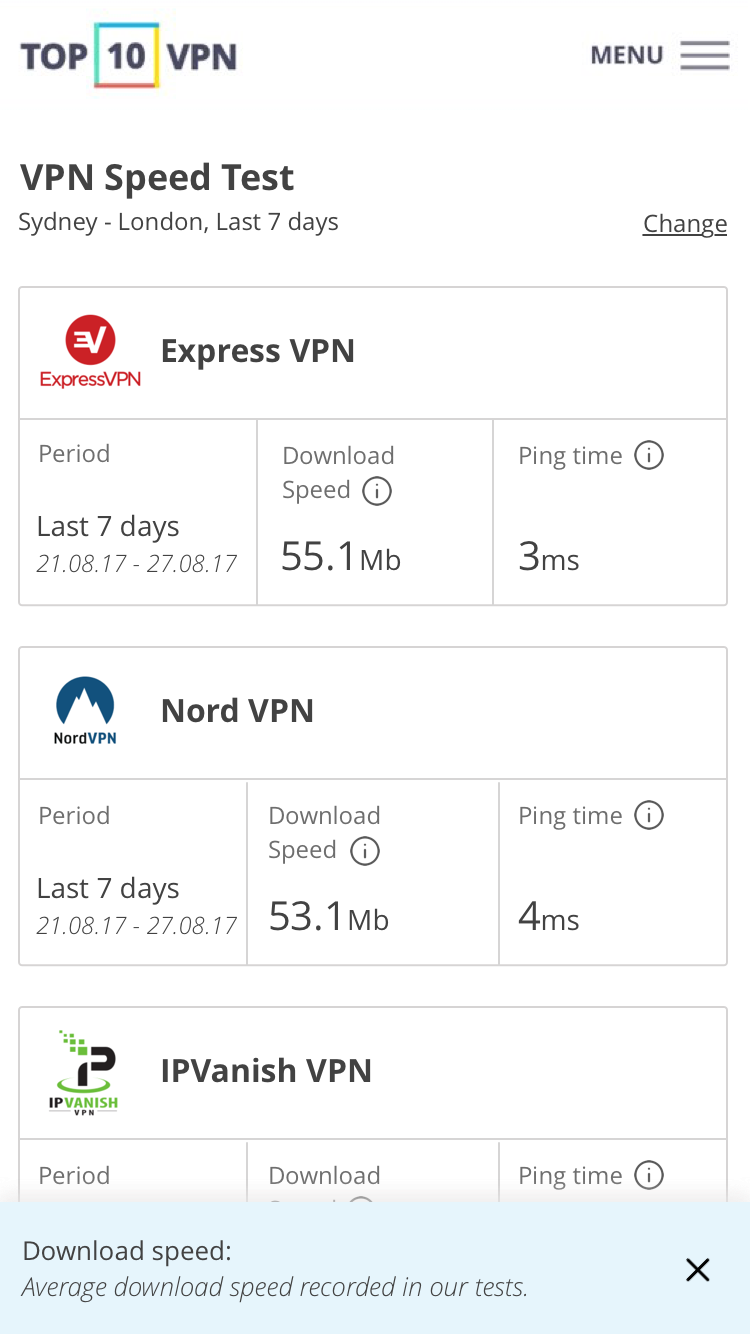 TOP 10 VPN
MENU
VPN Speed Test
Sydney - London, Last 7 days
Change
ExpressVPN
Express VPN
Period
Download
Speed
Ping time
Last 7 days
21.08.17 - 27.08.17
55.1Mb
3ms
NordVPN
Nord VPN
Period
Download
Speed
Ping time
Last 7 days
21.08.17 - 27.08.17
53.1Mb
4ms
IPVANISH
VPN
IPVanish VPN
Period
Download
Ping time
Download speed:
Average download speed recorded in our tests.